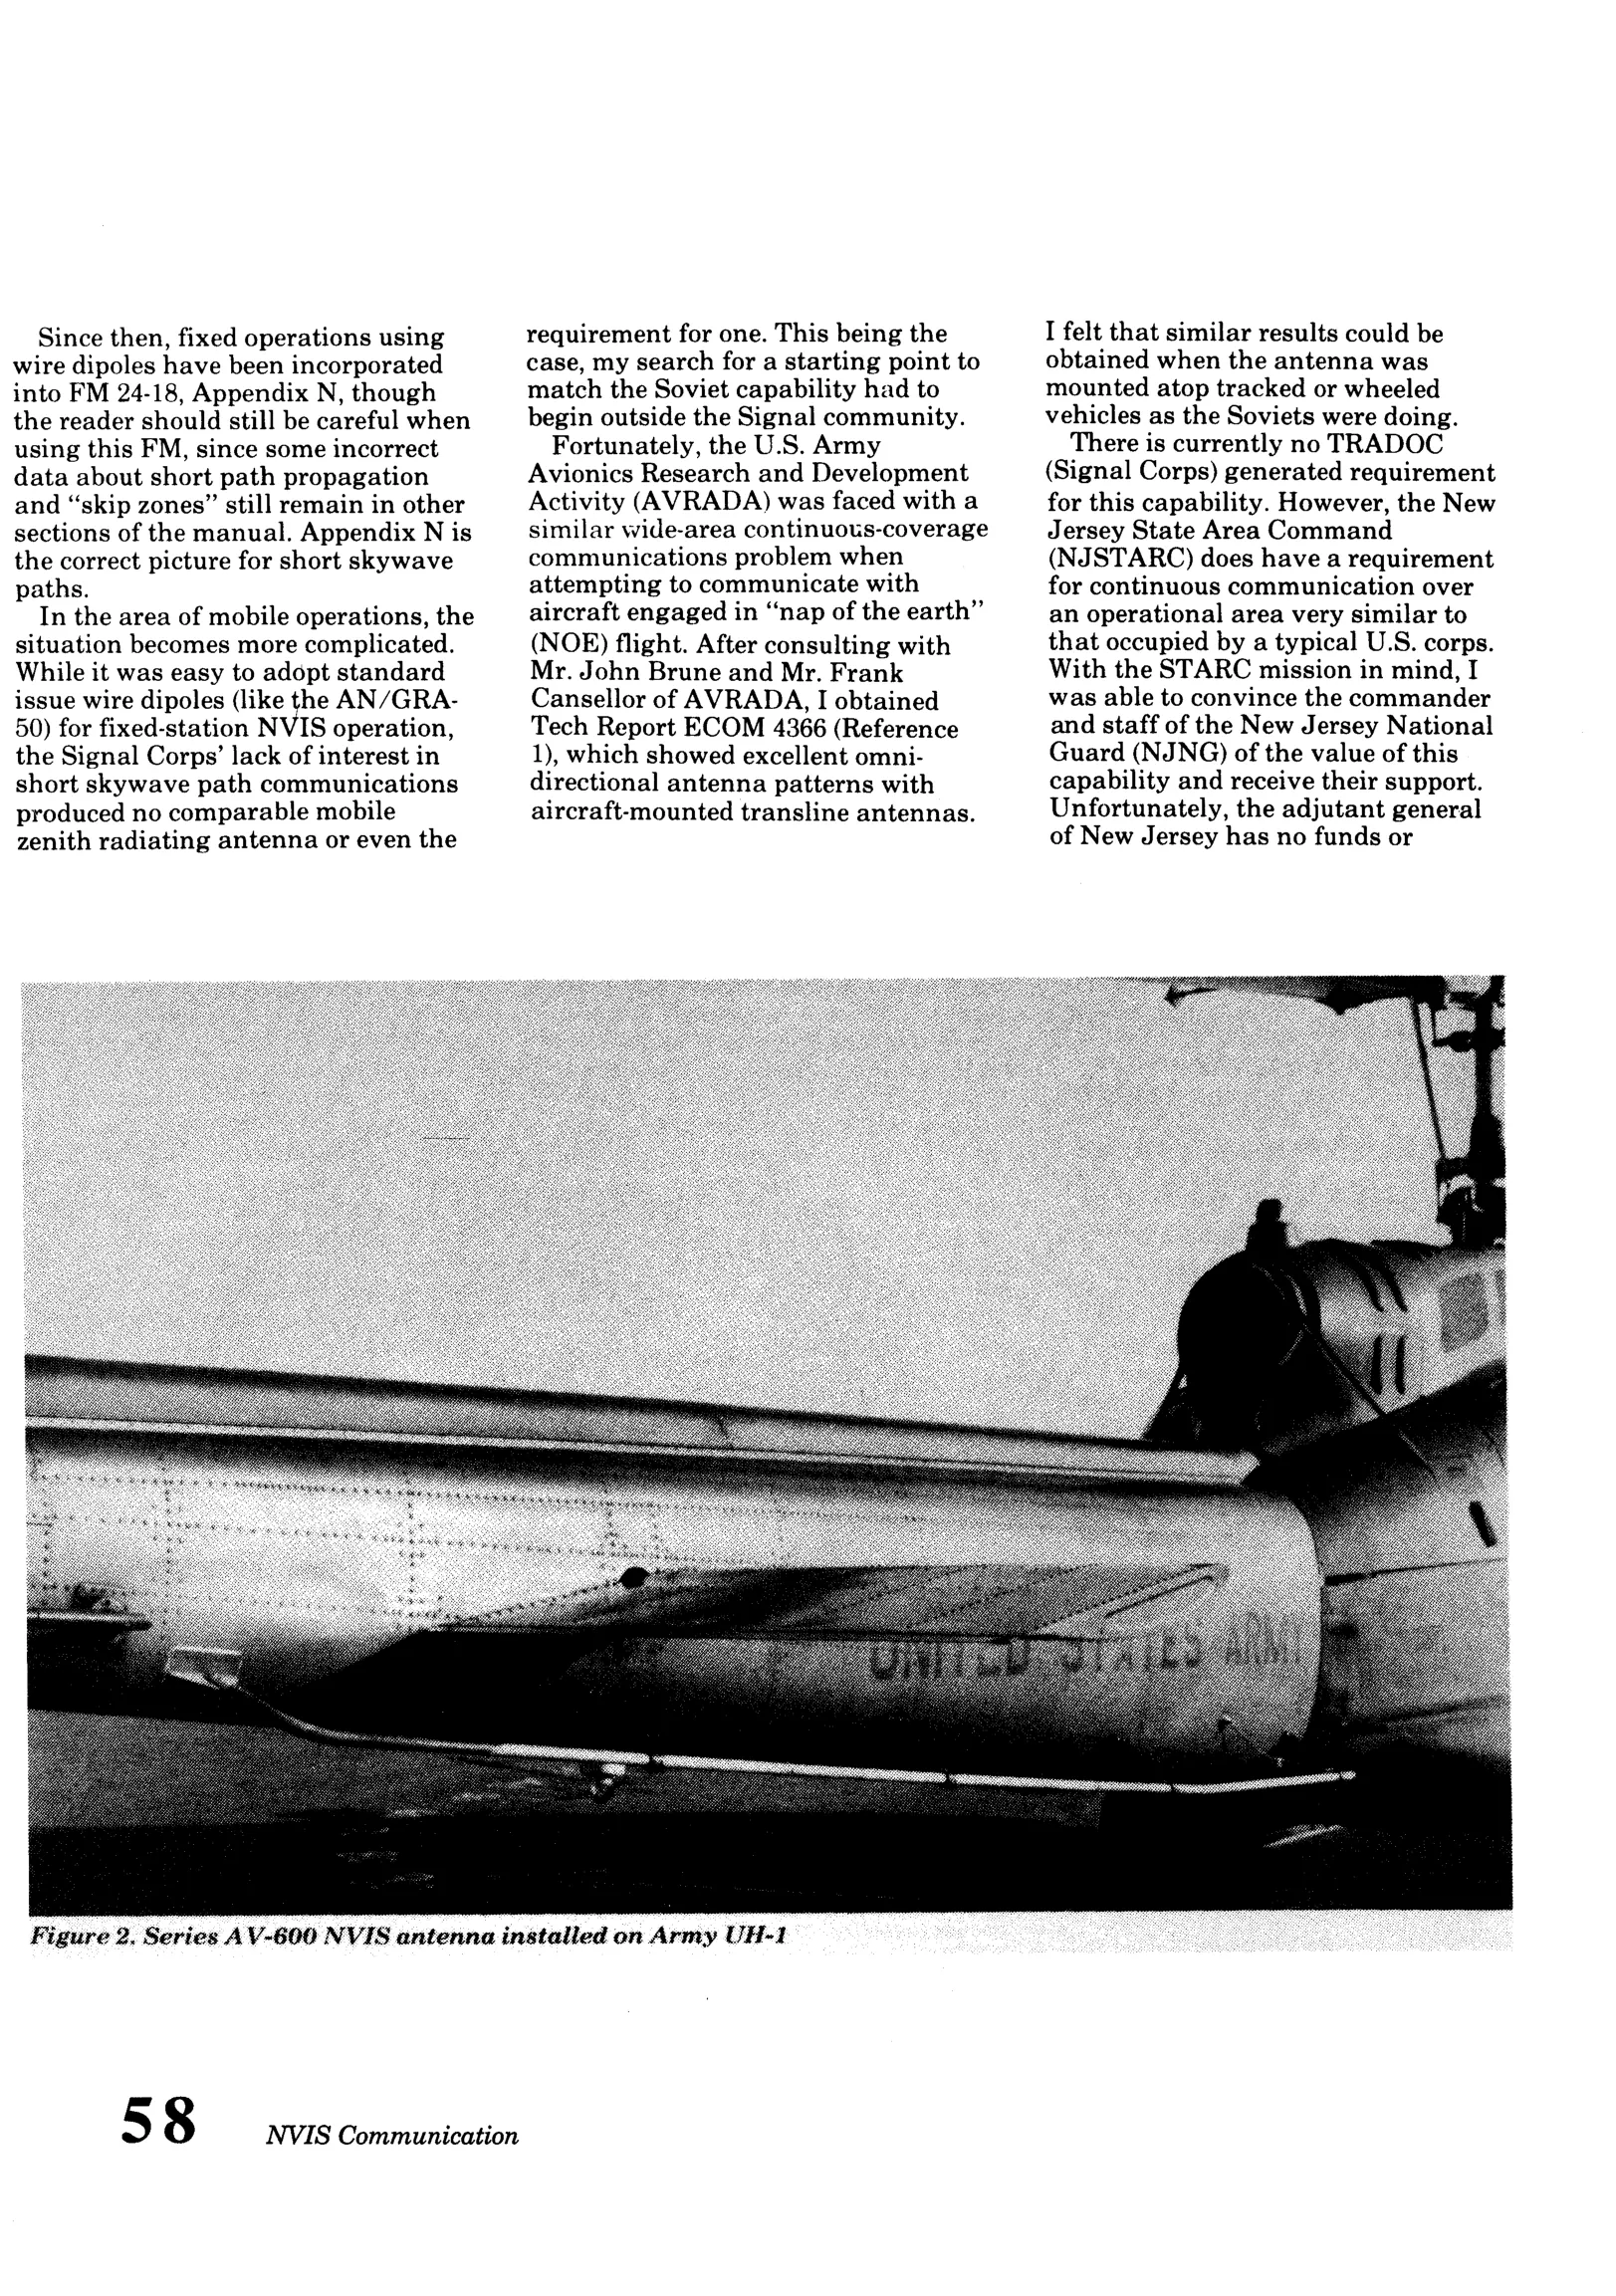 Since then, fixed operations using
wire dipoles have been incorporated
into FM 24-18, Appendix N, though
the reader should still be careful when
using this FM, since some incorrect
data about short path propagation
and “skip zones” still remain in other
sections of the manual. Appendix N is
the correct picture for short skywave
paths.
In the area of mobile operations, the
situation becomes more complicated.
While it was easy to adopt standard
issue wire dipoles (like the AN/GRA-
50) for fixed-station NVIS operation,
the Signal Corps’ lack of interest in
short skywave path communications
produced no comparable mobile
zenith radiating antenna or even the
requirement for one. This being the
case, my search for a starting point to
match the Soviet capability had to
begin outside the Signal community.
Fortunately, the U.S. Army
Avionics Research and Development
Activity (AVRADA) was faced with a
similar wide-area continuous-coverage
communications problem when
attempting to communicate with
aircraft engaged in “nap of the earth”
(NOE) flight. After consulting with
Mr. John Brune and Mr. Frank
Cansellor of AVRADA, I obtained
Tech Report ECOM 4366 (Reference
1), which showed excellent omni-
directional antenna patterns with
aircraft-mounted transline antennas.
I felt that similar results could be
obtained when the antenna was
mounted atop tracked or wheeled
vehicles as the Soviets were doing.
There is currently no TRADOC
(Signal Corps) generated requirement
for this capability. However, the New
Jersey State Area Command
(NJSTARC) does have a requirement
for continuous communication over
an operational area very similar to
that occupied by a typical U.S. corps.
With the STARC mission in mind, I
was able to convince the commander
and staff of the New Jersey National
Guard (NJNG) of the value of this
capability and receive their support.
Unfortunately, the adjutant general
of New Jersey has no funds or
UNITED STATES ARMY
Figure 2. Series AV-600 NVIS antenna installed on Army UH-1
58 NVIS Communication